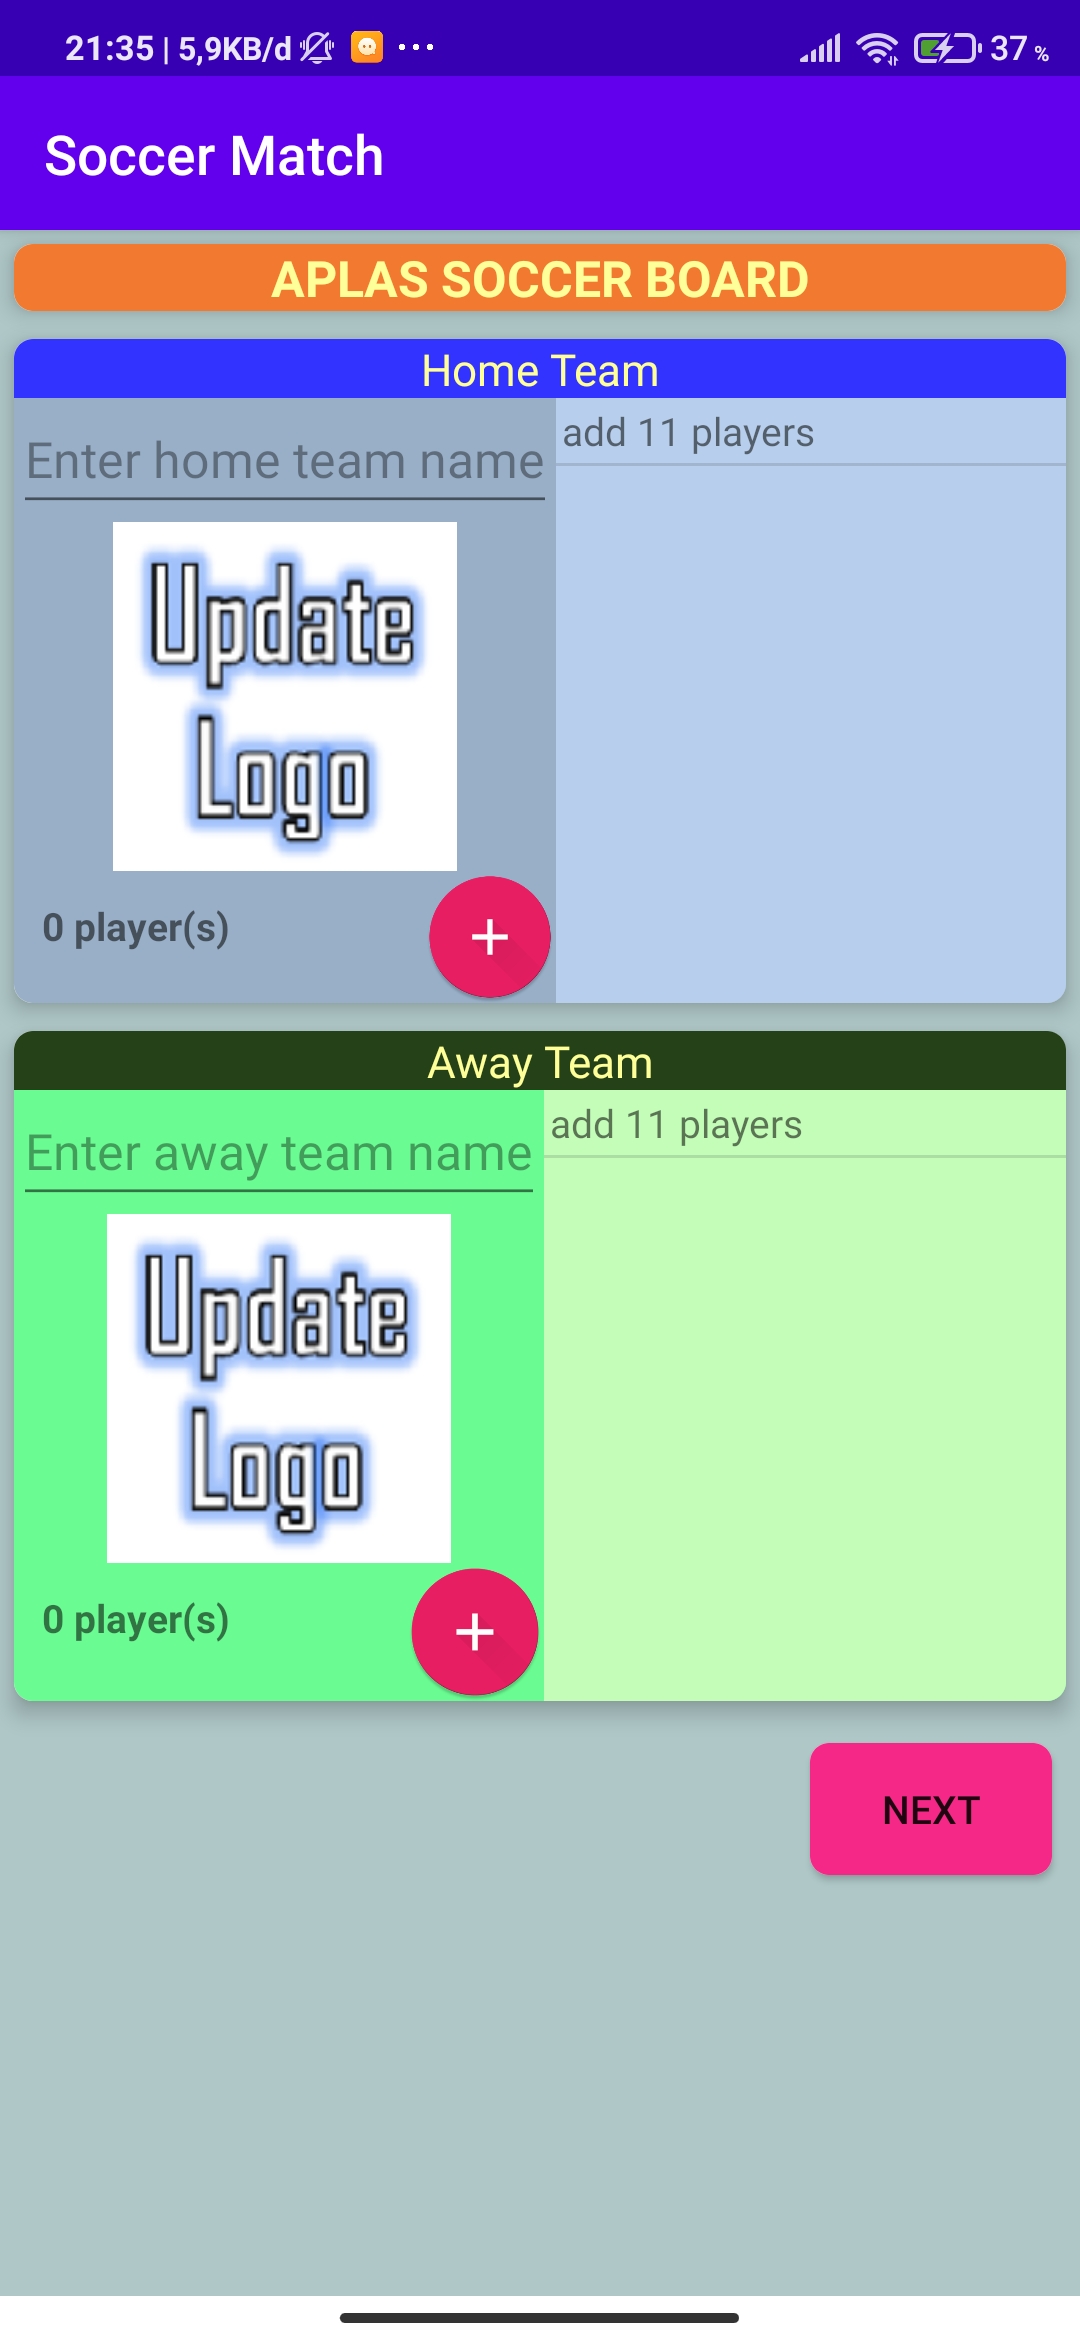 21:35 | 5,9KB/d ... 37 %
Soccer Match
APLAS SOCCER BOARD
Home Team
Enter home team name
add 11 players
Update
Logo
0 player(s)
+
Away Team
Enter away team name
add 11 players
Update
Logo
0 player(s)
+
NEXT